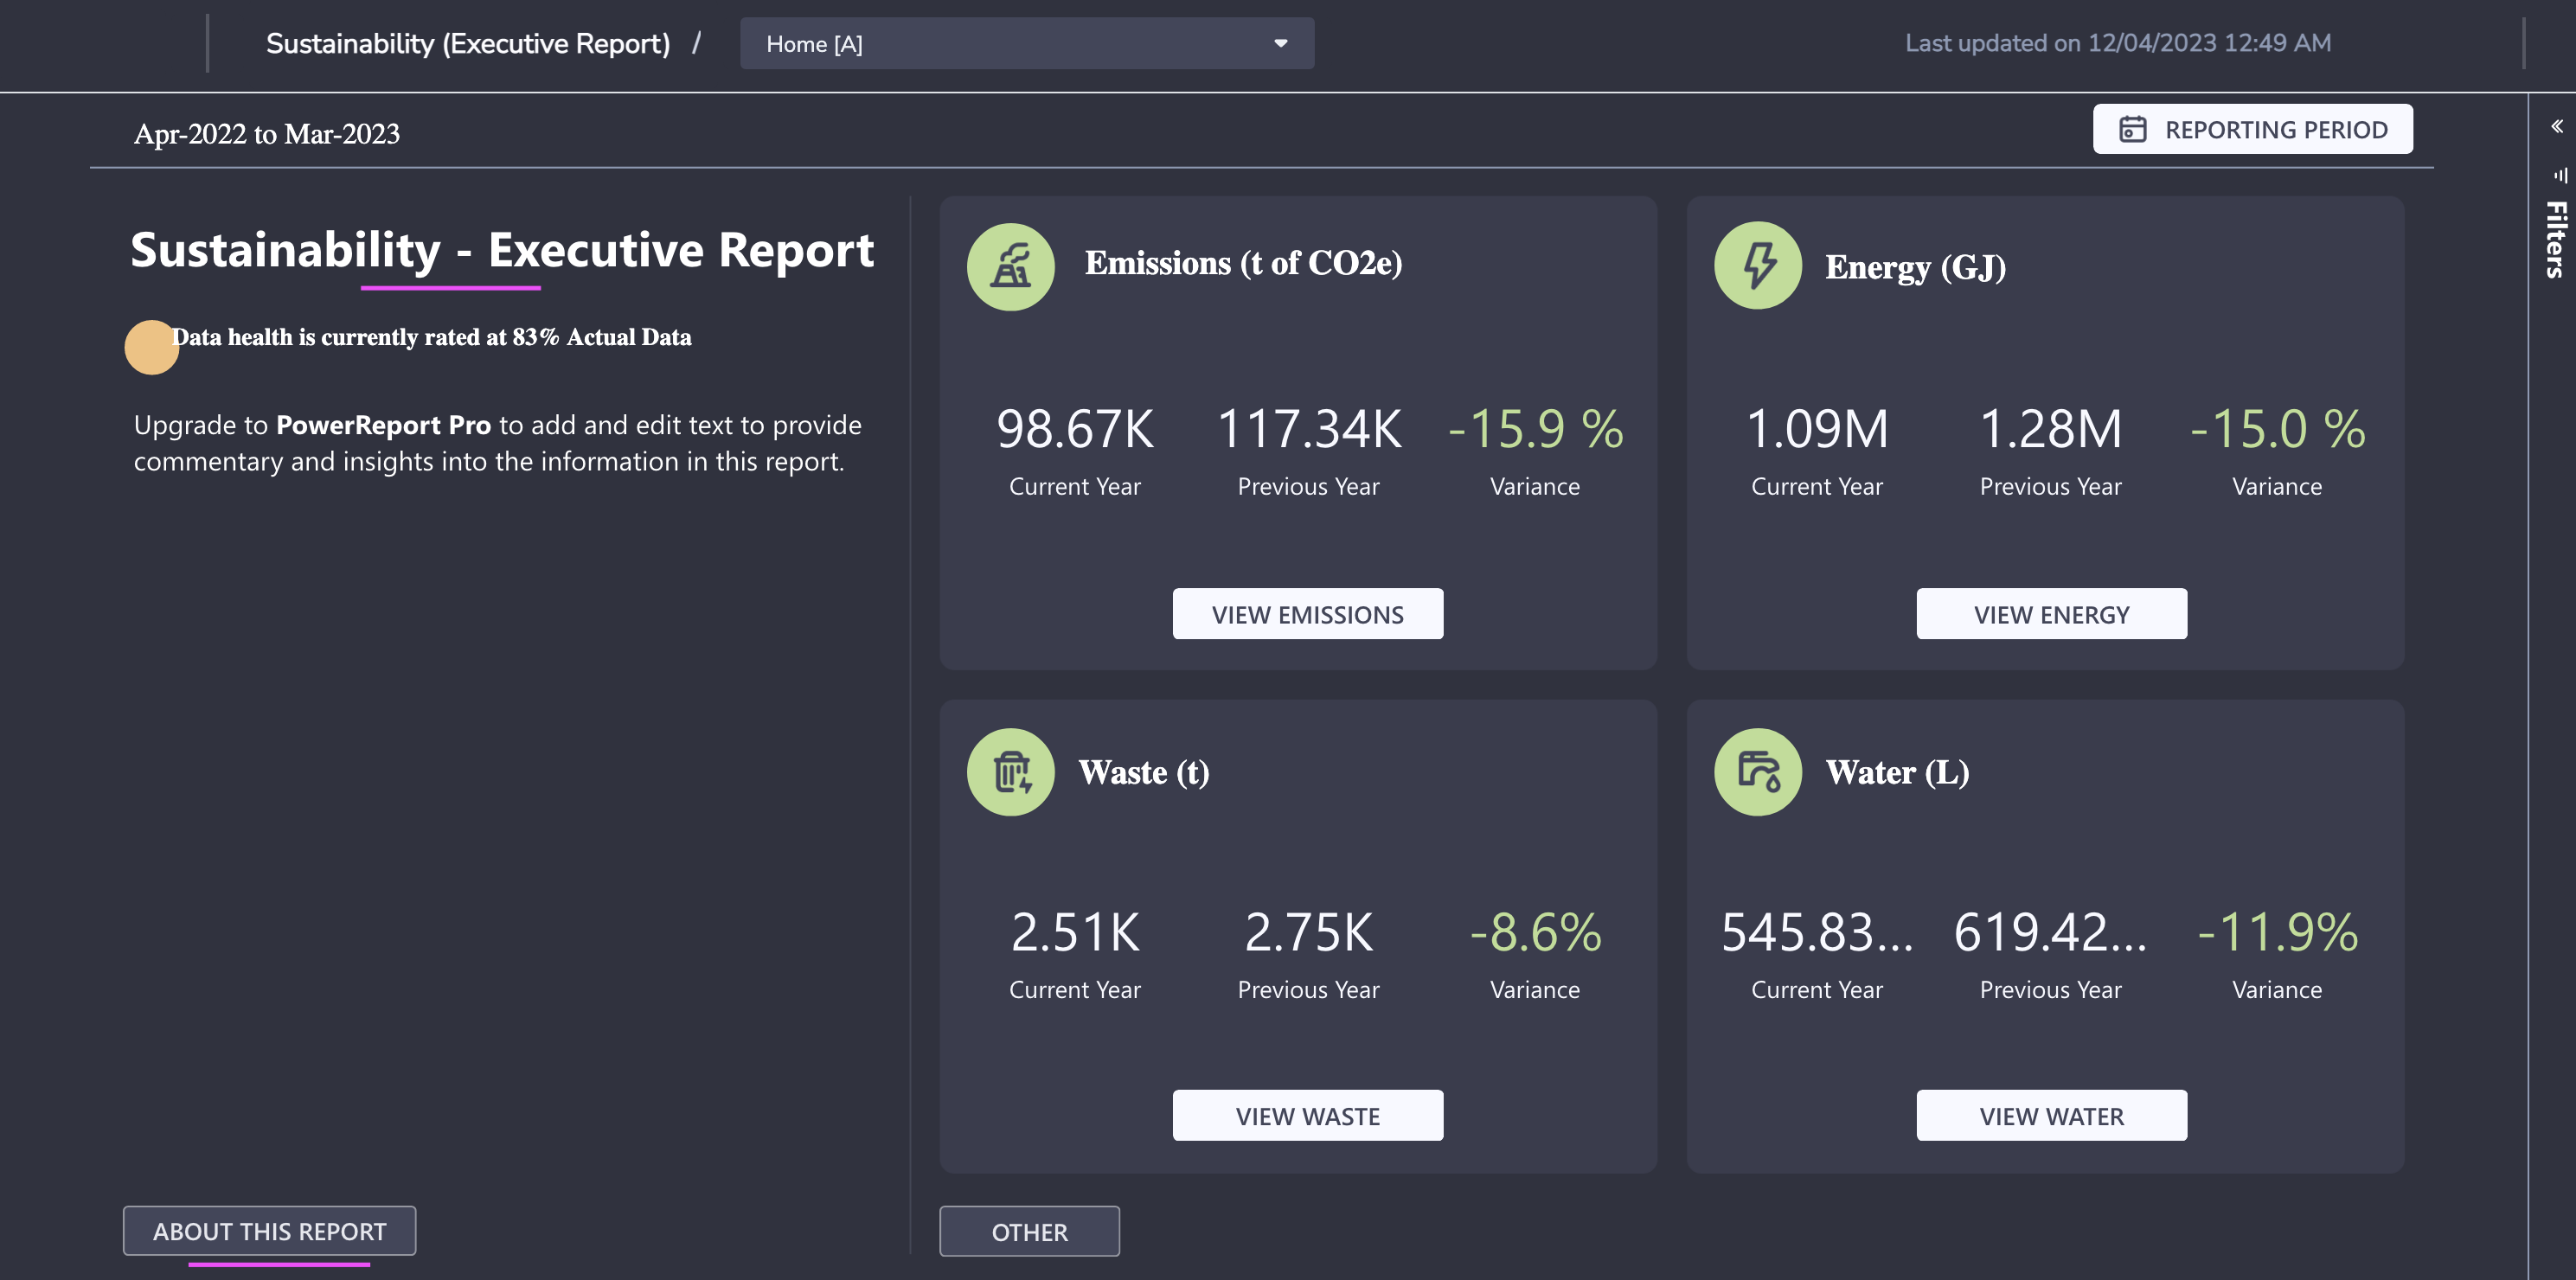 Sustainability (Executive Report) / Home [A]
Last updated on 12/04/2023 12:49 AM
Apr-2022 to Mar-2023
REPORTING PERIOD
Filters
Sustainability - Executive Report
Data health is currently rated at 83% Actual Data
Upgrade to PowerReport Pro to add and edit text to provide
commentary and insights into the information in this report.
Emissions (t of CO2e)
98.67K 117.34K -15.9 %
Current Year Previous Year Variance
VIEW EMISSIONS
Energy (GJ)
1.09M 1.28M -15.0 %
Current Year Previous Year Variance
VIEW ENERGY
Waste (t)
2.51K 2.75K -8.6%
Current Year Previous Year Variance
VIEW WASTE
Water (L)
545.83... 619.42... -11.9%
Current Year Previous Year Variance
VIEW WATER
ABOUT THIS REPORT
OTHER